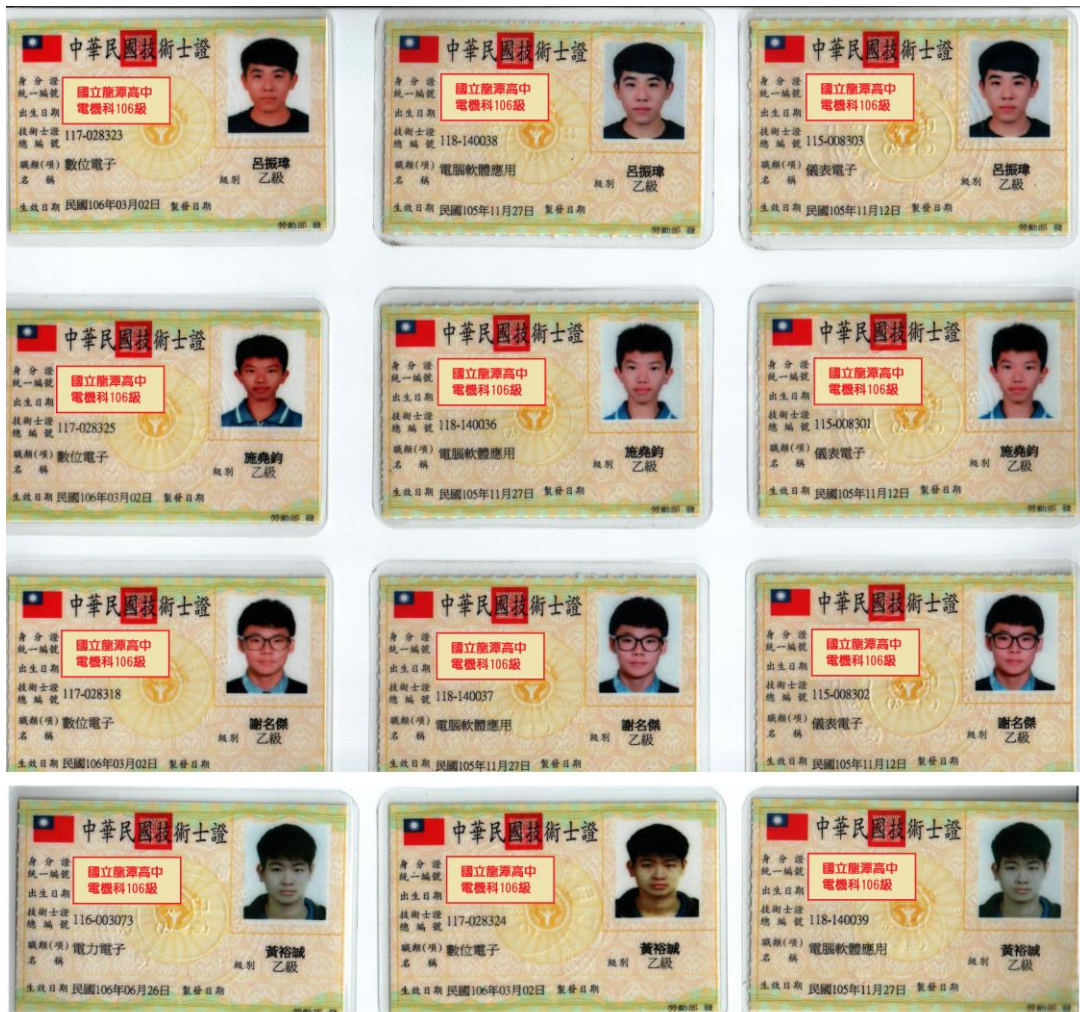 中華民國技術士證
身分證
統一編號
國立龍潭高中
電機科106級
出生日期
技術士證
總編號 117-028323
職類(項)
名稱 數位電子
呂振瑋
級別 乙級
生效日期 民國106年03月02日 製發日期
勞動部 發
中華民國技術士證
身分證
統一編號
國立龍潭高中
電機科106級
出生日期
技術士證
總編號 118-140038
職類(項)
名稱 電腦軟體應用
呂振瑋
級別 乙級
生效日期 民國105年11月27日 製發日期
勞動部 發
中華民國技術士證
身分證
統一編號
國立龍潭高中
電機科106級
出生日期
技術士證
總編號 115-008303
職類(項)
名稱 儀表電子
呂振瑋
級別 乙級
生效日期 民國105年11月12日 製發日期
勞動部 發
中華民國技術士證
身分證
統一編號
國立龍潭高中
電機科106級
出生日期
技術士證
總編號 117-028325
職類(項)
名稱 數位電子
施堯鈞
級別 乙級
生效日期 民國106年03月02日 製發日期
勞動部 發
中華民國技術士證
身分證
統一編號
國立龍潭高中
電機科106級
出生日期
技術士證
總編號 118-140036
職類(項)
名稱 電腦軟體應用
施堯鈞
級別 乙級
生效日期 民國105年11月27日 製發日期
勞動部 發
中華民國技術士證
身分證
統一編號
國立龍潭高中
電機科106級
出生日期
技術士證
總編號 115-008301
職類(項)
名稱 儀表電子
施堯鈞
級別 乙級
生效日期 民國105年11月12日 製發日期
勞動部 發
中華民國技術士證
身分證
統一編號
國立龍潭高中
電機科106級
出生日期
技術士證
總編號 117-028318
職類(項)
名稱 數位電子
謝名傑
級別 乙級
生效日期 民國106年03月02日 製發日期
中華民國技術士證
身分證
統一編號
國立龍潭高中
電機科106級
出生日期
技術士證
總編號 118-140037
職類(項)
名稱 電腦軟體應用
謝名傑
級別 乙級
生效日期 民國105年11月27日 製發日期
中華民國技術士證
身分證
統一編號
國立龍潭高中
電機科106級
出生日期
技術士證
總編號 115-008302
職類(項)
名稱 儀表電子
謝名傑
級別 乙級
生效日期 民國105年11月12日 製發日期
中華民國技術士證
身分證
統一編號
國立龍潭高中
電機科106級
出生日期
技術士證
總編號 116-003073
職類(項)
名稱 電力電子
黃裕誠
級別 乙級
生效日期 民國106年06月26日 製發日期
中華民國技術士證
身分證
統一編號
國立龍潭高中
電機科106級
出生日期
技術士證
總編號 117-028324
職類(項)
名稱 數位電子
黃裕誠
級別 乙級
生效日期 民國106年03月02日 製發日期
中華民國技術士證
身分證
統一編號
國立龍潭高中
電機科106級
出生日期
技術士證
總編號 118-140039
職類(項)
名稱 電腦軟體應用
黃裕誠
級別 乙級
生效日期 民國105年11月27日 製發日期